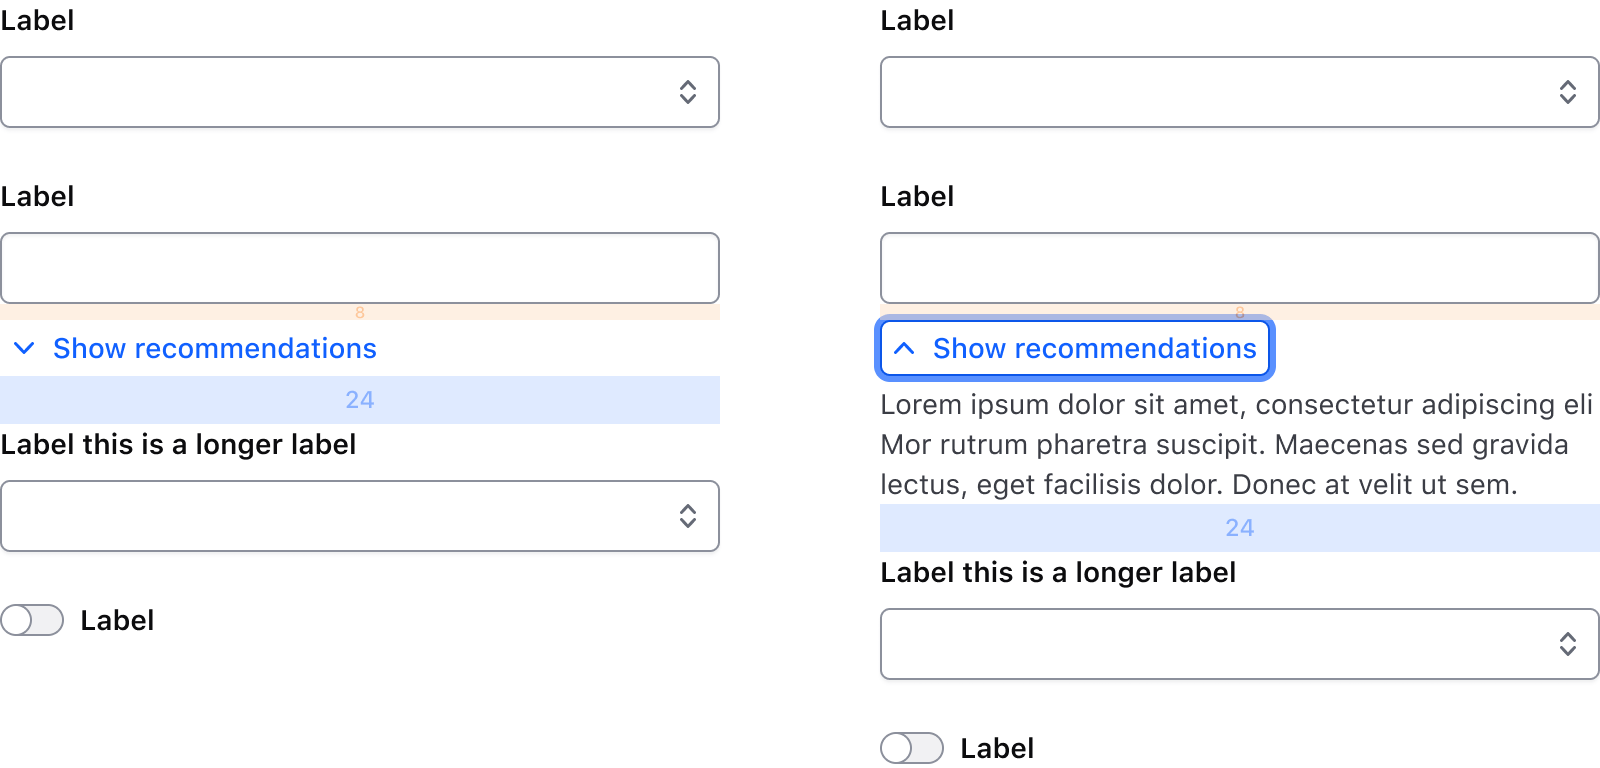 Label
Label
8
Show recommendations
24
Label this is a longer label
Label
Label
Label
8
Show recommendations
Lorem ipsum dolor sit amet, consectetur adipiscing eli
Mor rutrum pharetra suscipit. Maecenas sed gravida
lectus, eget facilisis dolor. Donec at velit ut sem.
24
Label this is a longer label
Label